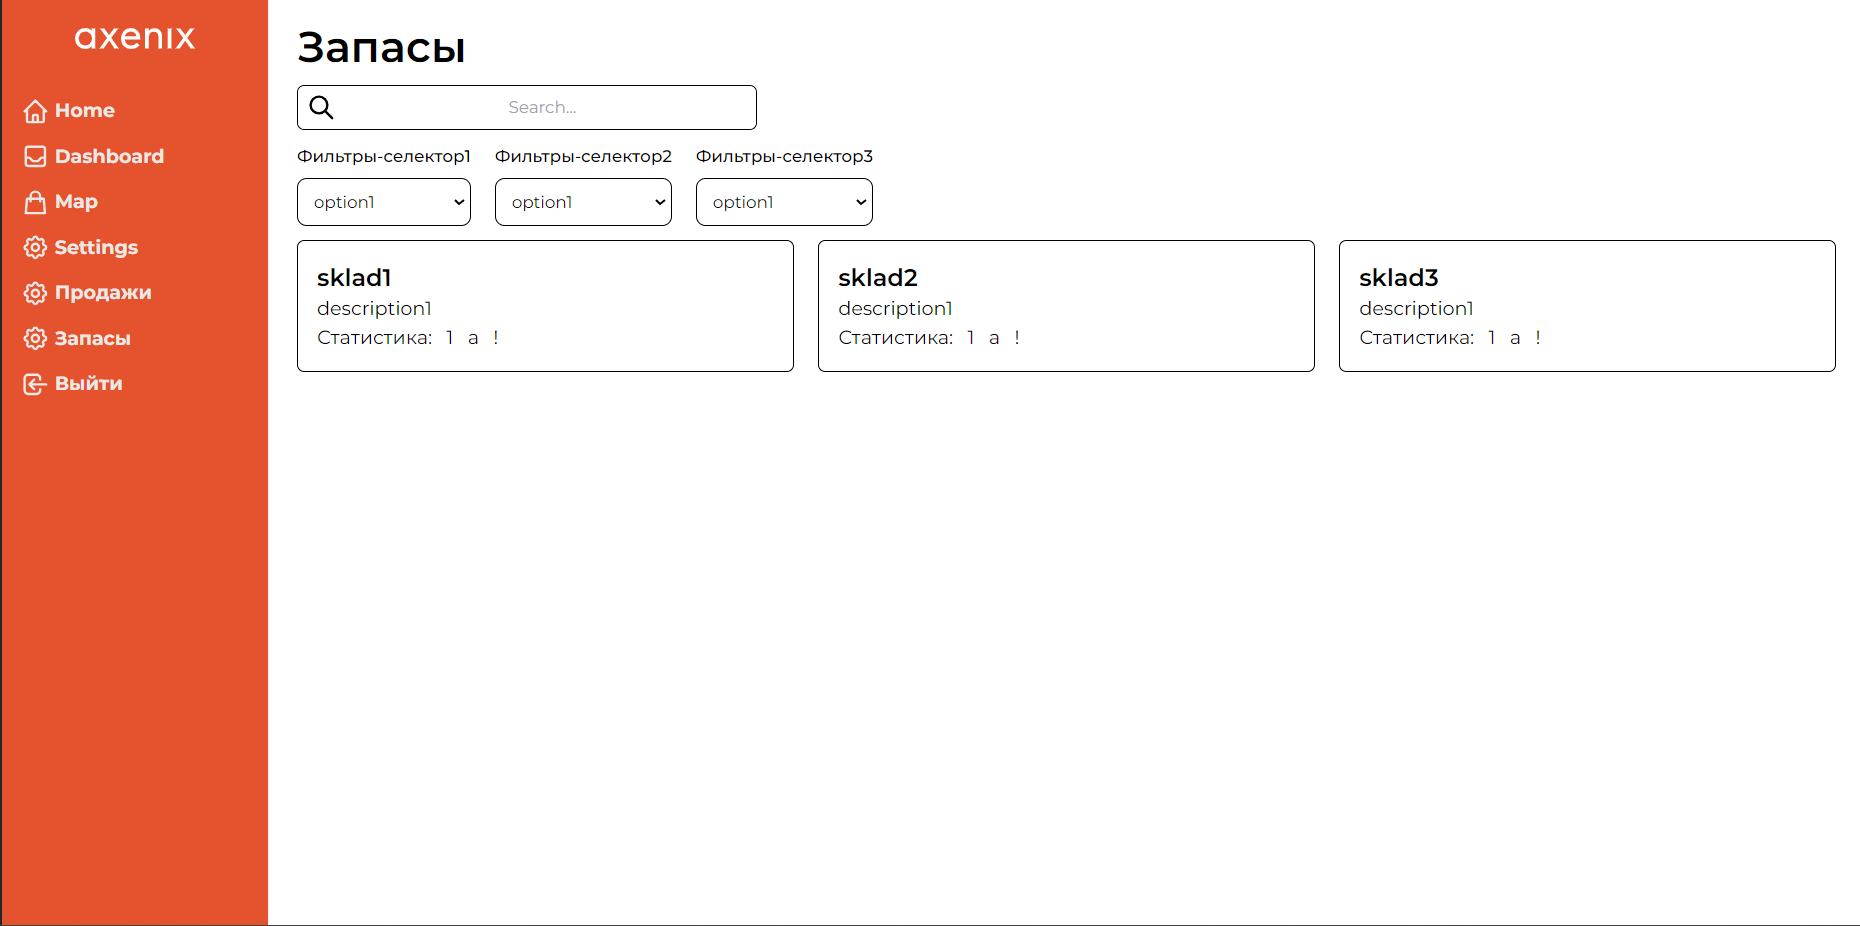 axenix
Home
Dashboard
Map
Settings
Продажи
Запасы
Выйти
Запасы
Search...
Фильтры-селектор1 Фильтры-селектор2 Фильтры-селектор3
option1 option1 option1
sklad1
description1
Статистика: 1 а !
sklad2
description1
Статистика: 1 а !
sklad3
description1
Статистика: 1 а !